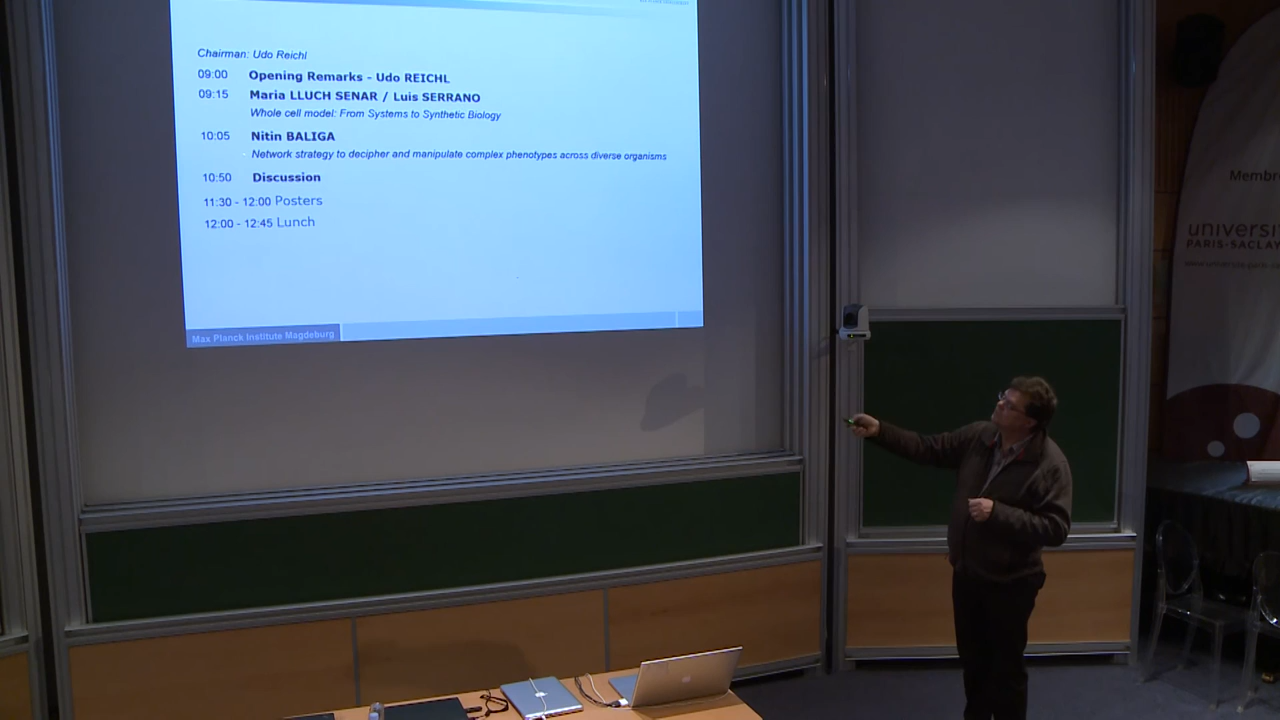 Chairman: Udo Reichl
09:00 Opening Remarks - Udo REICHL
09:15 Maria LLUCH SENAR / Luis SERRANO
Whole cell model: From Systems to Synthetic Biology
10:05 Nitin BALIGA
Network strategy to decipher and manipulate complex phenotypes across diverse organisms
10:50 Discussion
11:30 - 12:00 Posters
12:00 - 12:45 Lunch
Max Planck Institute Magdeburg
Membr
universi
PARIS-SACLAY